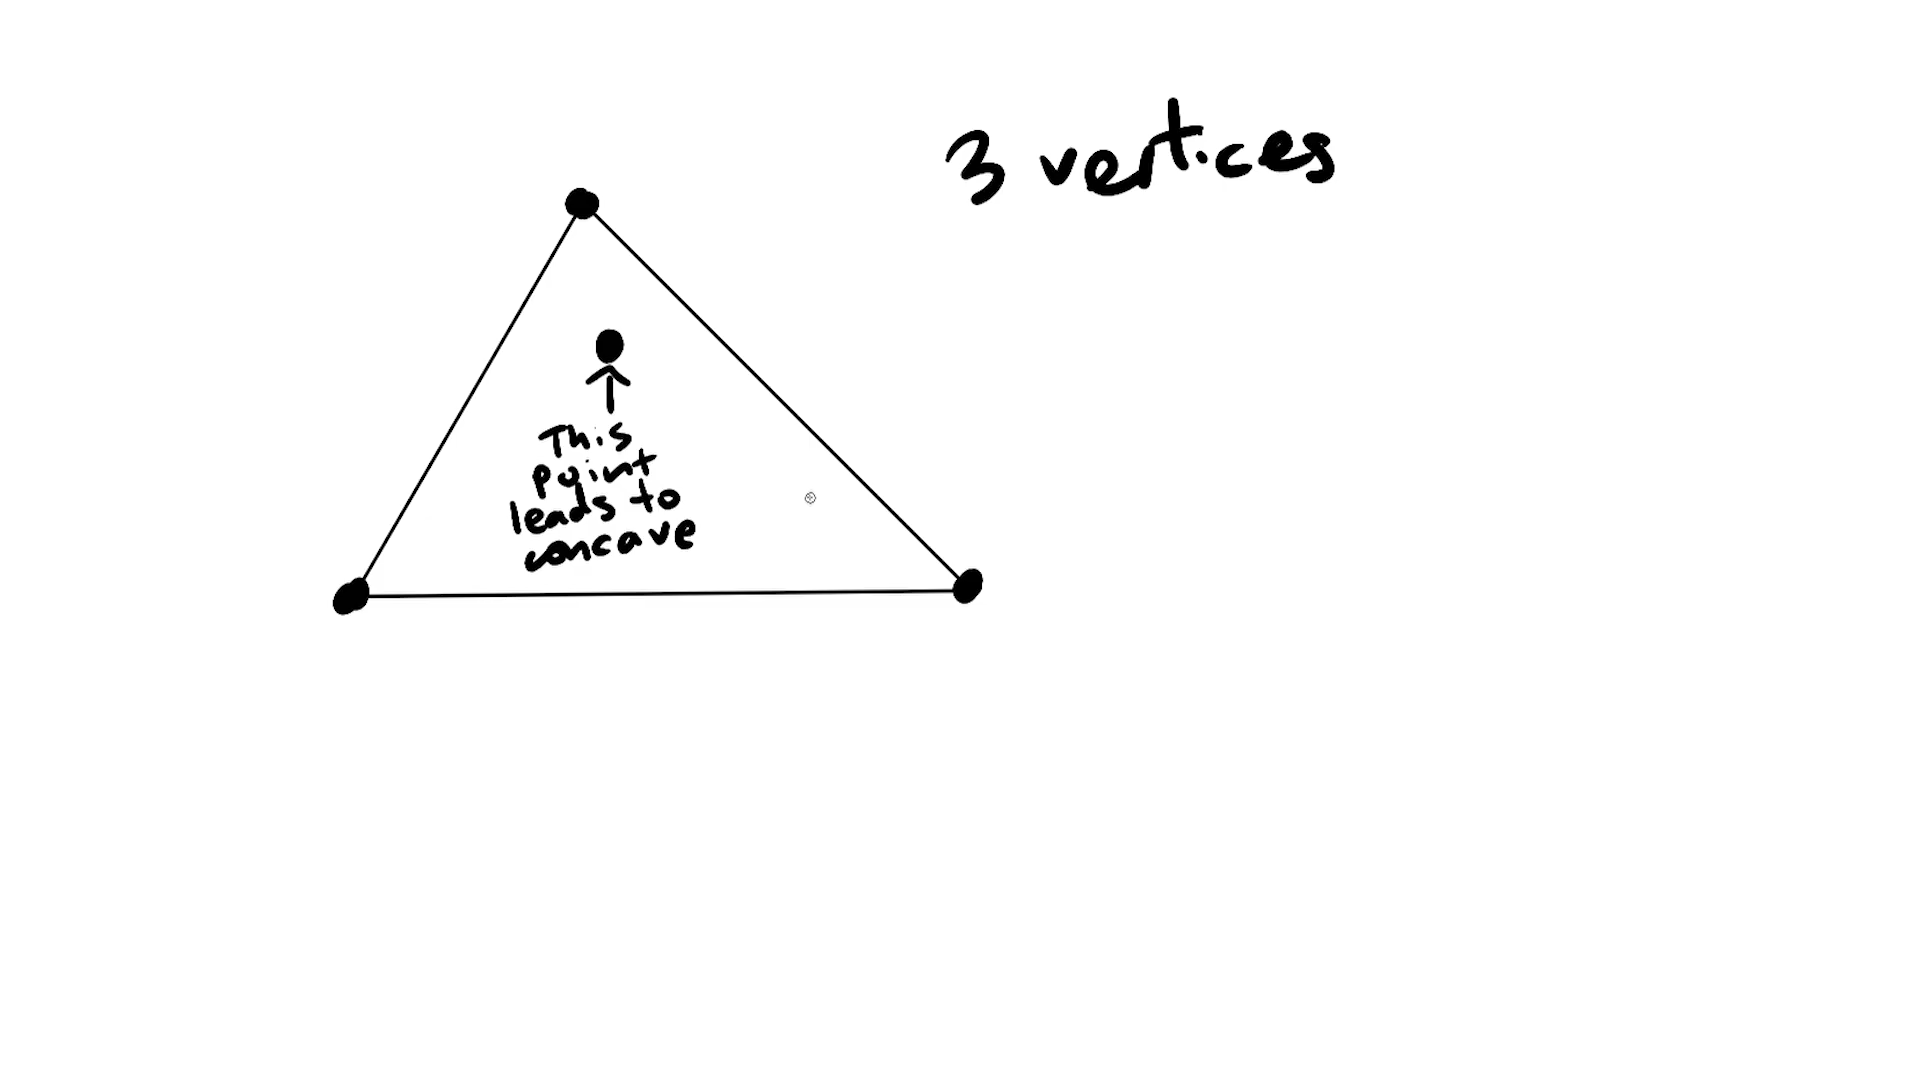 3 vertices
This
point
leads to
concave